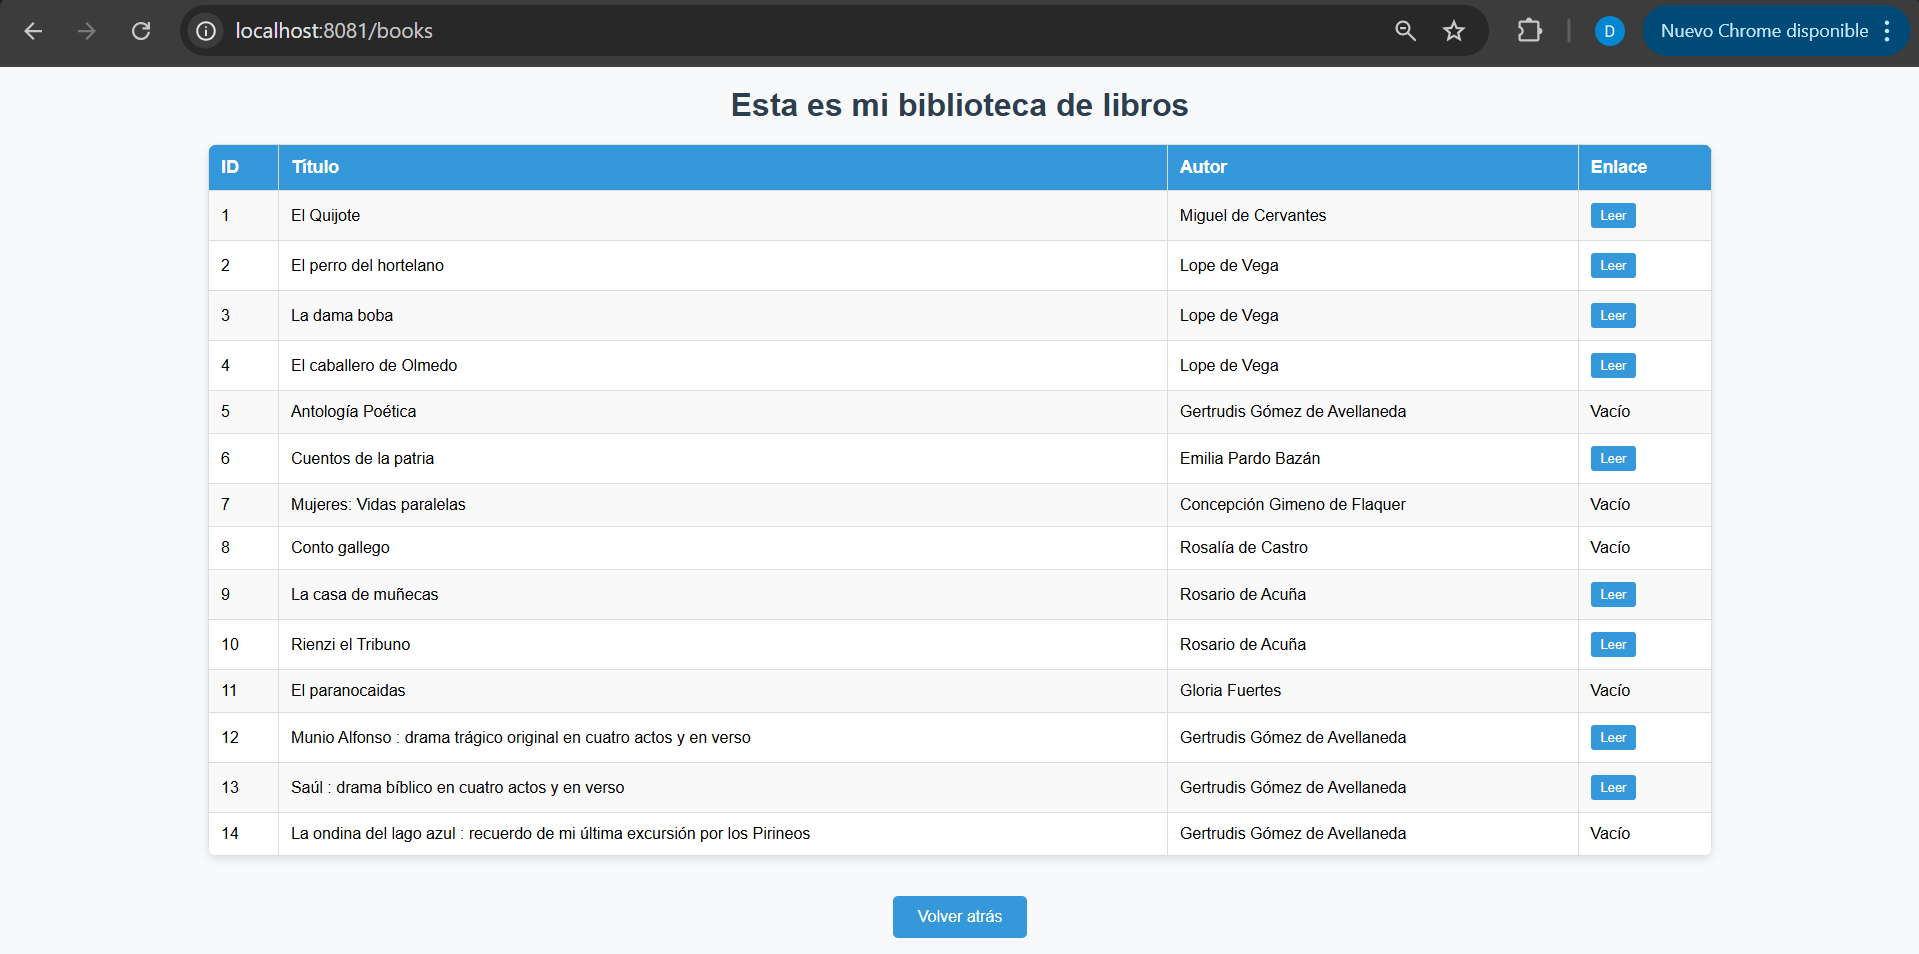 localhost:8081/books
D
Nuevo Chrome disponible
Esta es mi biblioteca de libros
ID Título Autor Enlace
1 El Quijote Miguel de Cervantes Leer
2 El perro del hortelano Lope de Vega Leer
3 La dama boba Lope de Vega Leer
4 El caballero de Olmedo Lope de Vega Leer
5 Antología Poética Gertrudis Gómez de Avellaneda Vacío
6 Cuentos de la patria Emilia Pardo Bazán Leer
7 Mujeres: Vidas paralelas Concepción Gimeno de Flaquer Vacío
8 Conto gallego Rosalía de Castro Vacío
9 La casa de muñecas Rosario de Acuña Leer
10 Rienzi el Tribuno Rosario de Acuña Leer
11 El paranocaidas Gloria Fuertes Vacío
12 Munio Alfonso : drama trágico original en cuatro actos y en verso Gertrudis Gómez de Avellaneda Leer
13 Saúl : drama bíblico en cuatro actos y en verso Gertrudis Gómez de Avellaneda Leer
14 La ondina del lago azul : recuerdo de mi última excursión por los Pirineos Gertrudis Gómez de Avellaneda Vacío
Volver atrás